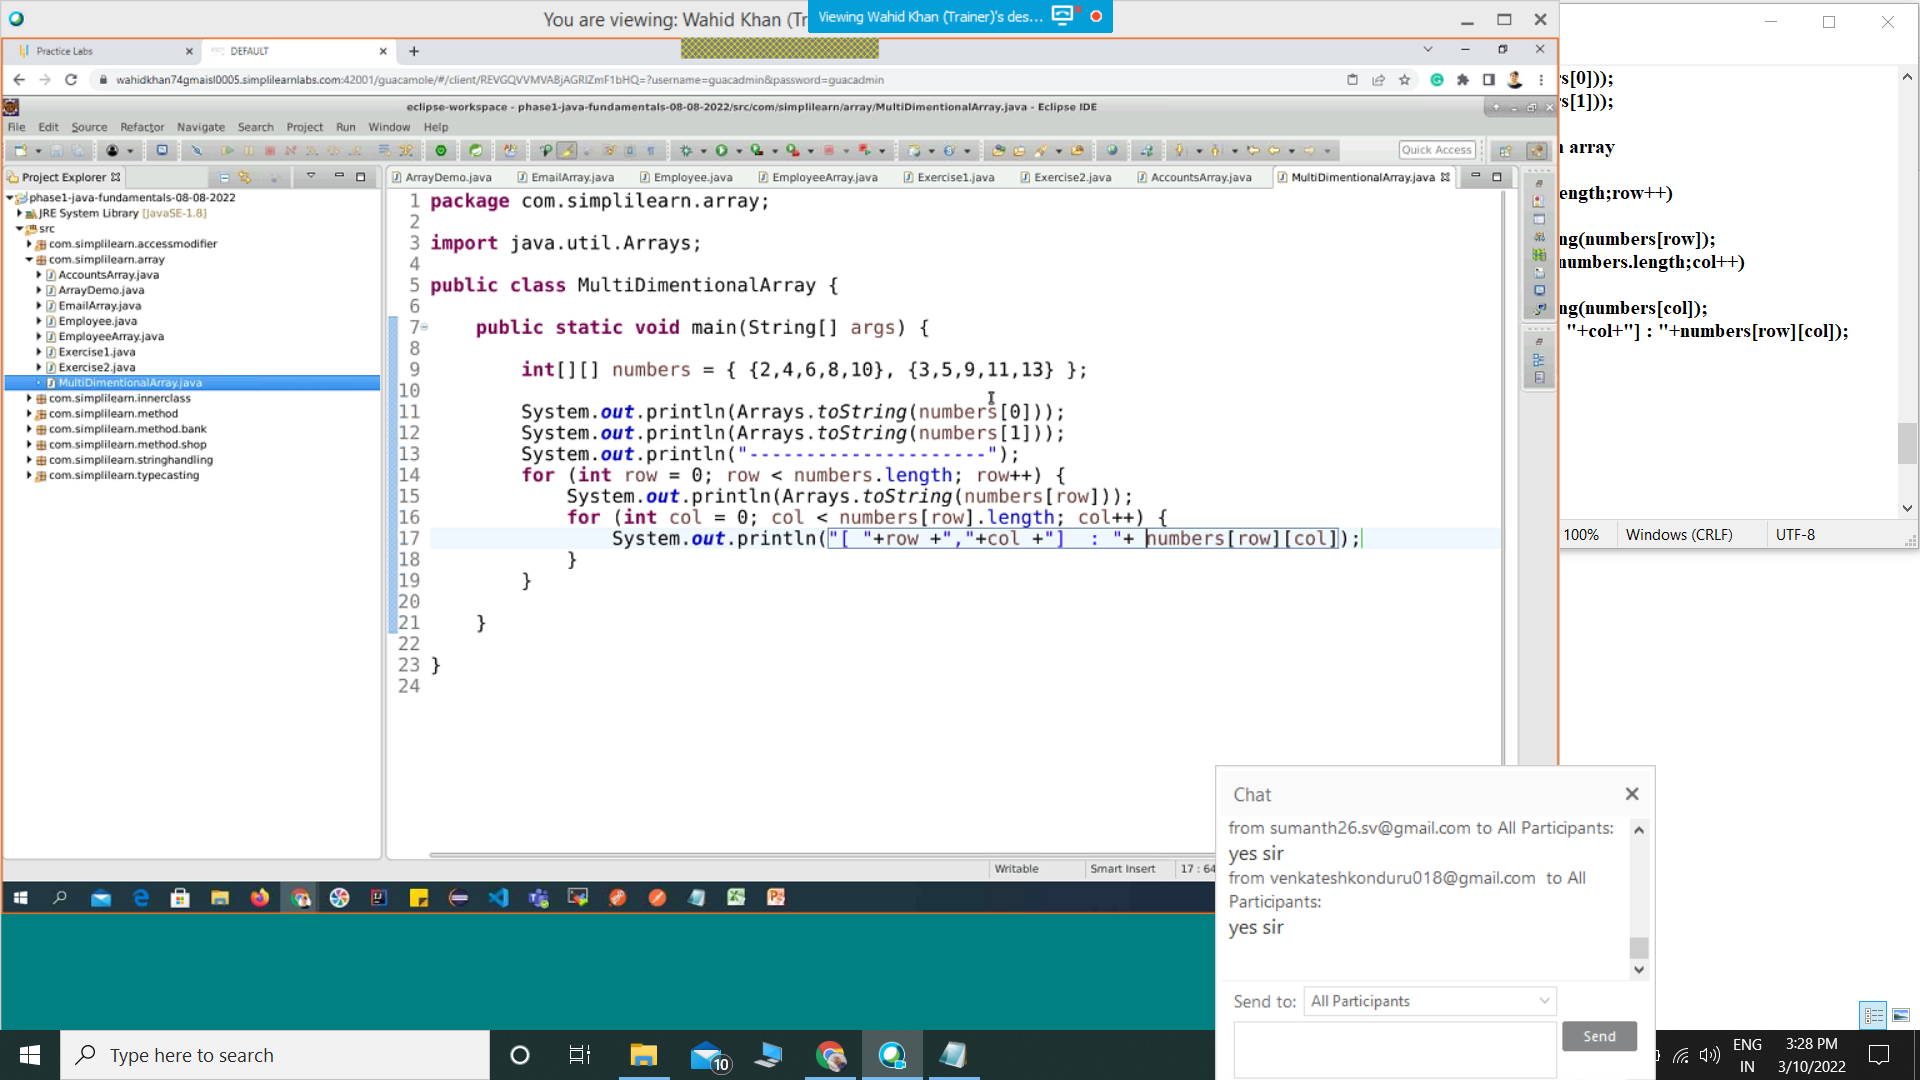 You are viewing: Wahid Khan (Tr
Viewing Wahid Khan (Trainer)'s des...
Practice Labs
DEFAULT
wahidkhan74gmaisl0005.simplilearnlabs.com:42001/guacamole/#/client/REVGQVVMVABjAGRIZmF1bHQ=?username=guacadmin&password=guacadmin
eclipse-workspace - phase1-java-fundamentals-08-08-2022/src/com/simplilearn/array/MultiDimentionalArray.java - Eclipse IDE
File Edit Source Refactor Navigate Search Project Run Window Help
Quick Access
Project Explorer
phase1-java-fundamentals-08-08-2022
JRE System Library [JavaSE-1.8]
src
com.simplilearn.accessmodifier
com.simplilearn.array
AccountsArray.java
ArrayDemo.java
EmailArray.java
Employee.java
EmployeeArray.java
Exercise1.java
Exercise2.java
MultiDimentionalArray.java
com.simplilearn.innerclass
com.simplilearn.method
com.simplilearn.method.bank
com.simplilearn.method.shop
com.simplilearn.stringhandling
com.simplilearn.typecasting
ArrayDemo.java EmailArray.java Employee.java EmployeeArray.java Exercise1.java Exercise2.java AccountsArray.java MultiDimentionalArray.java
1 package com.simplilearn.array;
2
3 import java.util.Arrays;
4
5 public class MultiDimentionalArray {
6
7 public static void main(String[] args) {
8
9 int[][] numbers = { {2,4,6,8,10}, {3,5,9,11,13} };
10
11 System.out.println(Arrays.toString(numbers[0]));
12 System.out.println(Arrays.toString(numbers[1]));
13 System.out.println("---------------------");
14 for (int row = 0; row < numbers.length; row++) {
15 System.out.println(Arrays.toString(numbers[row]));
16 for (int col = 0; col < numbers[row].length; col++) {
17 System.out.println("[ "+row +","+col +"]  : "+ numbers[row][col]);
18 }
19 }
20
21 }
22
23 }
24
Writable Smart Insert 17 : 64
s[0]));
s[1]));
array
ength;row++)
ng(numbers[row]);
numbers.length;col++)
ng(numbers[col]);
"+col+"] : "+numbers[row][col]);
100% Windows (CRLF) UTF-8
Chat
from sumanth26.sv@gmail.com to All Participants:
yes sir
from venkateshkonduru018@gmail.com to All
Participants:
yes sir
Send to: All Participants
Send
Type here to search
10
ENG
IN
3:28 PM
3/10/2022